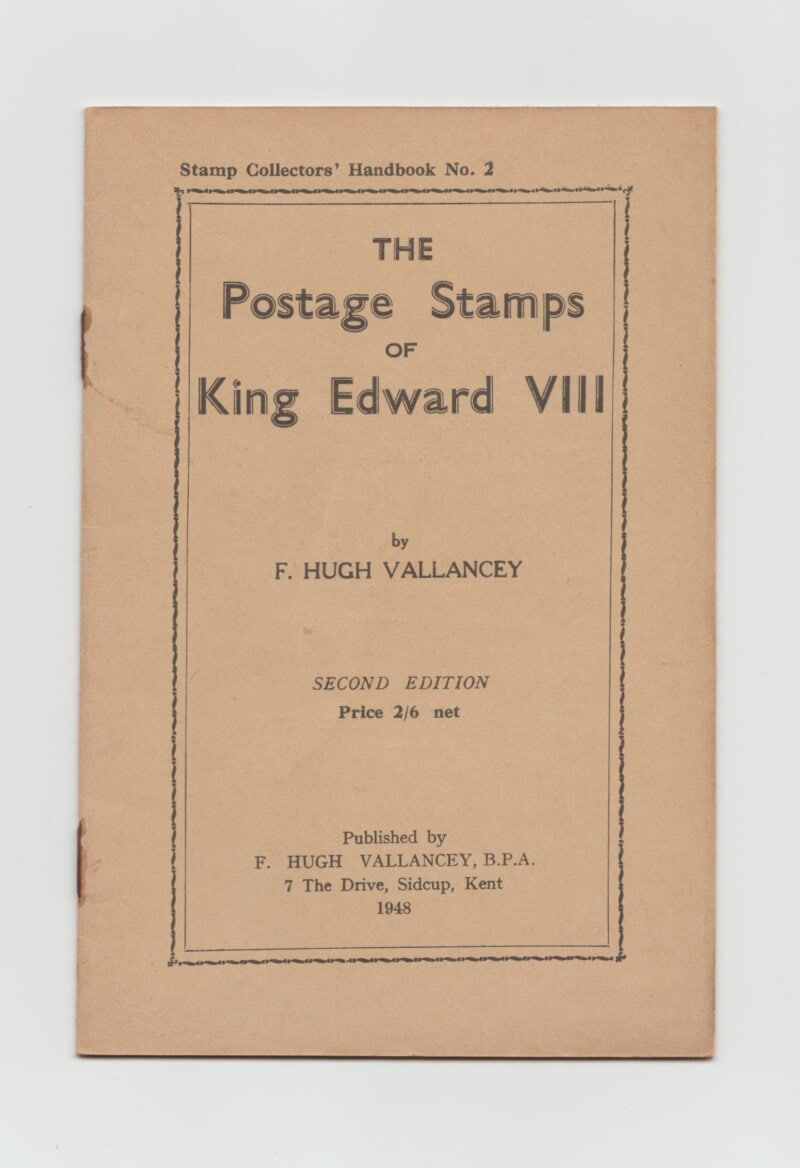 Stamp Collectors' Handbook No. 2
THE
Postage Stamps
OF
King Edward VIII
by
F. HUGH VALLANCEY
SECOND EDITION
Price 2/6 net
Published by
F. HUGH VALLANCEY, B.P.A.
7 The Drive, Sidcup, Kent
1948